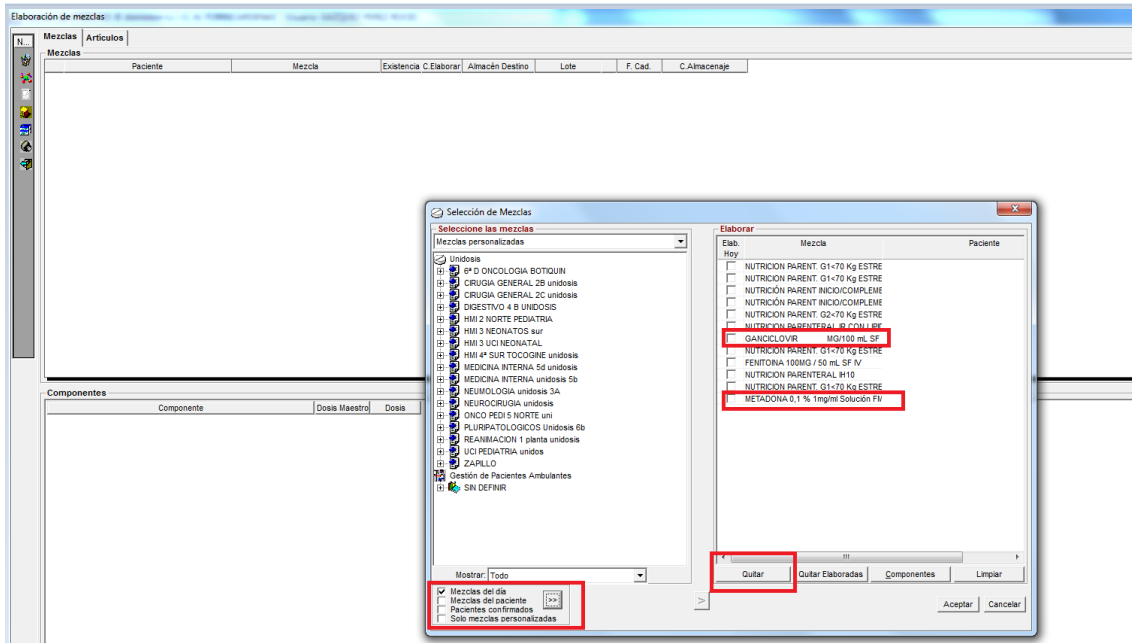 Elaboración de mezclas
N...
Mezclas Articulos
Mezclas
Paciente Mezcla Existencia C.Elaborar Almacén Destino Lote F. Cad. C.Almacenaje
Componentes
Componente Dosis Maestro Dosis
Selección de Mezclas
Seleccione las mezclas
Mezclas personalizadas
Unidosis
6ª D ONCOLOGIA BOTIQUIN
CIRUGIA GENERAL 2B unidosis
CIRUGIA GENERAL 2C unidosis
DIGESTIVO 4 B UNIDOSIS
HMI 2 NORTE PEDIATRIA
HMI 3 NEONATOS sur
HMI 3 UCI NEONATAL
HMI 4ª SUR TOCOGINE unidosis
MEDICINA INTERNA 5d unidosis
MEDICINA INTERNA unidosis 5b
NEUMOLOGIA unidosis 3A
NEUROCIRUGIA unidosis
ONCO PEDI 5 NORTE uni
PLURIPATOLOGICOS Unidosis 6b
REANIMACION 1 planta unidosis
UCI PEDIATRIA unidos
ZAPILLO
Gestión de Pacientes Ambulantes
SIN DEFINIR
Mostrar: Todo
Mezclas del día
Mezclas del paciente
Pacientes confirmados
Solo mezclas personalizadas
>>
>
Elaborar
Elab. Hoy Mezcla Paciente
NUTRICION PARENT. G1<70 Kg ESTRE
NUTRICION PARENT. G1<70 Kg ESTRE
NUTRICIÓN PARENT INICIO/COMPLEME
NUTRICIÓN PARENT INICIO/COMPLEME
NUTRICION PARENT. G2<70 Kg ESTRE
NUTRICION PARENTERAL IR CON LIPIC
GANCICLOVIR MG/100 mL SF
NUTRICION PARENT. G1<70 Kg ESTRE
FENITOINA 100MG / 50 mL SF IV
NUTRICION PARENTERAL IH10
NUTRICION PARENT. G1<70 Kg ESTRE
METADONA 0,1 % 1mg/ml Solución FM
Quitar Quitar Elaboradas Componentes Limpiar
Aceptar Cancelar